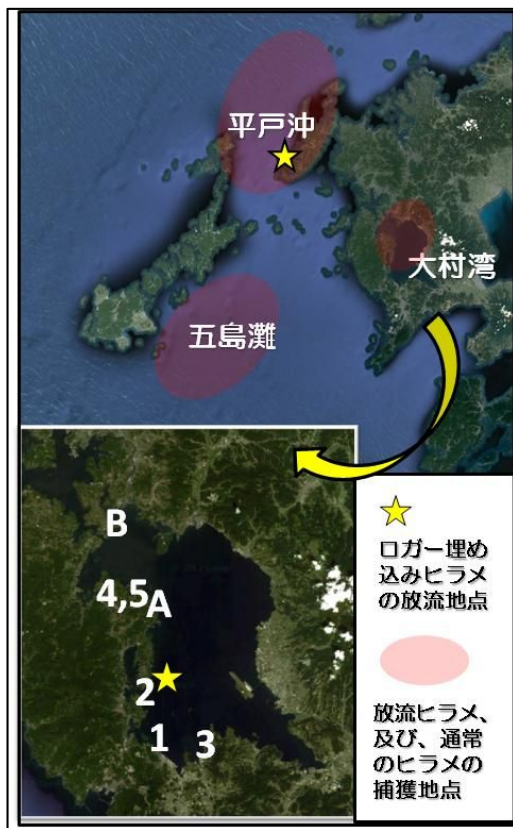 平戸沖
大村湾
五島灘
B
4,5 A
2
1
3
ロガー埋め
込みヒラメ
の放流地点
放流ヒラメ、
及び、通常
のヒラメの
捕獲地点